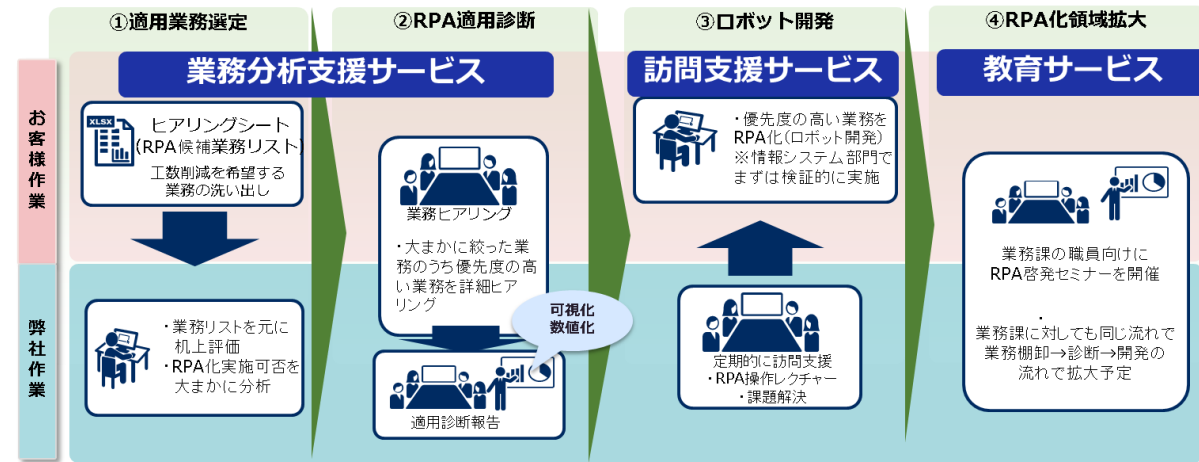 ①適用業務選定
②RPA適用診断
③ロボット開発
④RPA化領域拡大
業務分析支援サービス
訪問支援サービス
教育サービス
お客様作業
XLSX
ヒアリングシート
(RPA候補業務リスト)
工数削減を希望する
業務の洗い出し
業務ヒアリング
・大まかに絞った業
務のうち優先度の高
い業務を詳細ヒア
リング
・優先度の高い業務を
RPA化(ロボット開発)
※情報システム部門で
まずは検証的に実施
業務課の職員向けに
RPA啓発セミナーを開催
・
業務課に対しても同じ流れで
業務棚卸→診断→開発の
流れで拡大予定
弊社作業
・業務リストを元に
机上評価
・RPA化実施可否を
大まかに分析
可視化
数値化
適用診断報告
定期的に訪問支援
・RPA操作レクチャー
・課題解決